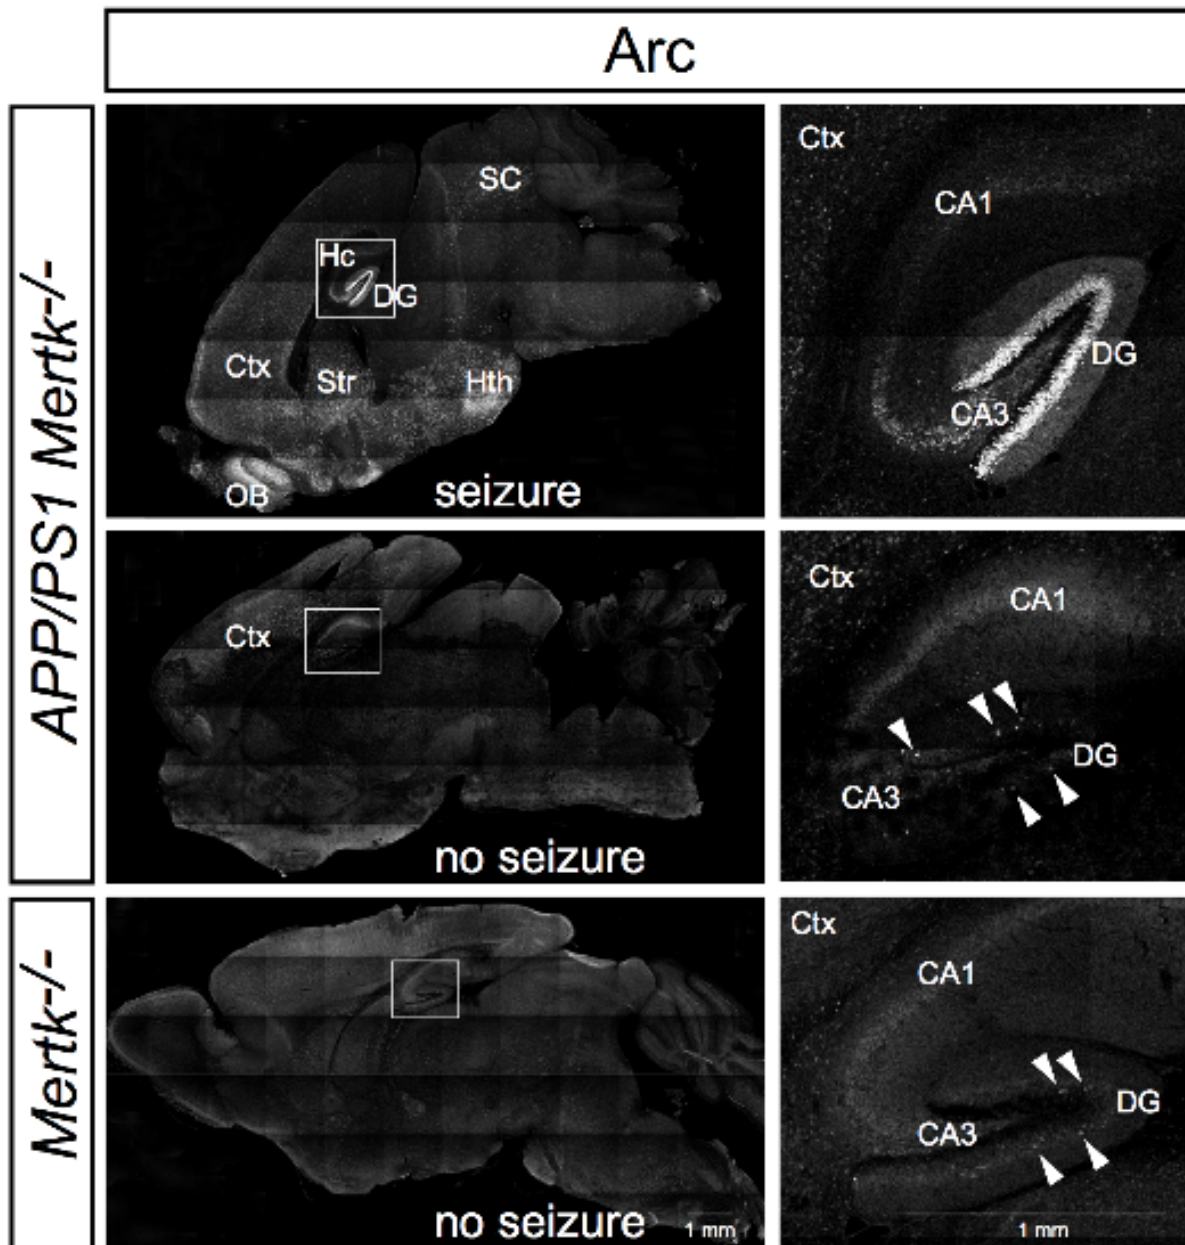 Arc
APP/PS1 Mertk-/-
SC
Hc
DG
Ctx
Str
Hth
OB
seizure
Ctx
CA1
DG
CA3
Ctx
no seizure
Ctx
CA1
DG
CA3
Mertk-/-
no seizure
1 mm
Ctx
CA1
DG
CA3
1 mm